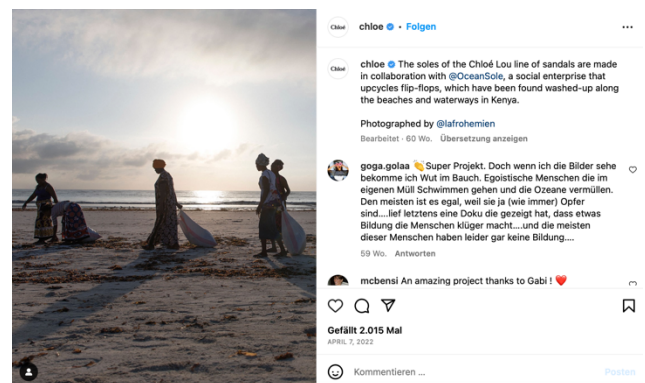 Chloé
chloe • Folgen
Chloé
chloe The soles of the Chloé Lou line of sandals are made
in collaboration with @OceanSole, a social enterprise that
upcycles flip-flops, which have been found washed-up along
the beaches and waterways in Kenya.
Photographed by @lafrohemien
Bearbeitet · 60 Wo. Übersetzung anzeigen
goga.golaa 👏Super Projekt. Doch wenn ich die Bilder sehe
bekomme ich Wut im Bauch. Egoistische Menschen die im
eigenen Müll Schwimmen gehen und die Ozeane vermüllen.
Den meisten ist es egal, weil sie ja (wie immer) Opfer
sind....lief letztens eine Doku die gezeigt hat, dass etwas
Bildung die Menschen klüger macht....und die meisten
dieser Menschen haben leider gar keine Bildung....
59 Wo. Antworten
mcbensi An amazing project thanks to Gabi ! ❤️
Gefällt 2.015 Mal
APRIL 7, 2022
Kommentieren ...
Posten